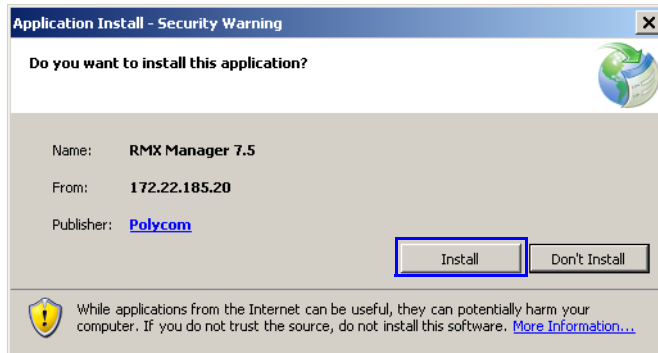 Application Install - Security Warning
Do you want to install this application?
Name: RMX Manager 7.5
From: 172.22.185.20
Publisher: Polycom
Install Don't Install
While applications from the Internet can be useful, they can potentially harm your
computer. If you do not trust the source, do not install this software. More Information...